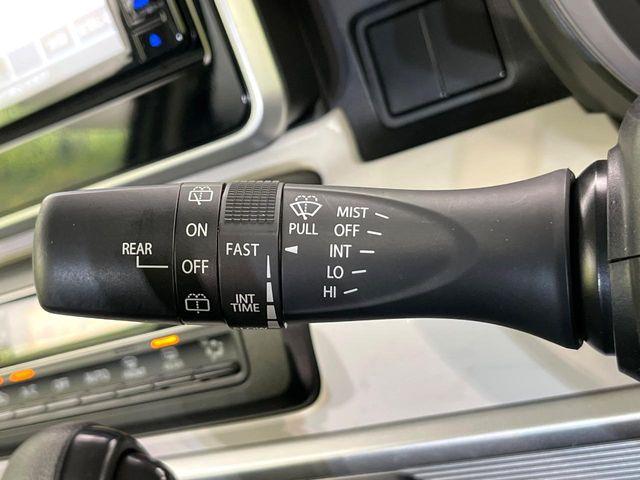 REAR
ON
OFF
FAST
INT
TIME
PULL
MIST
OFF
INT
LO
HI